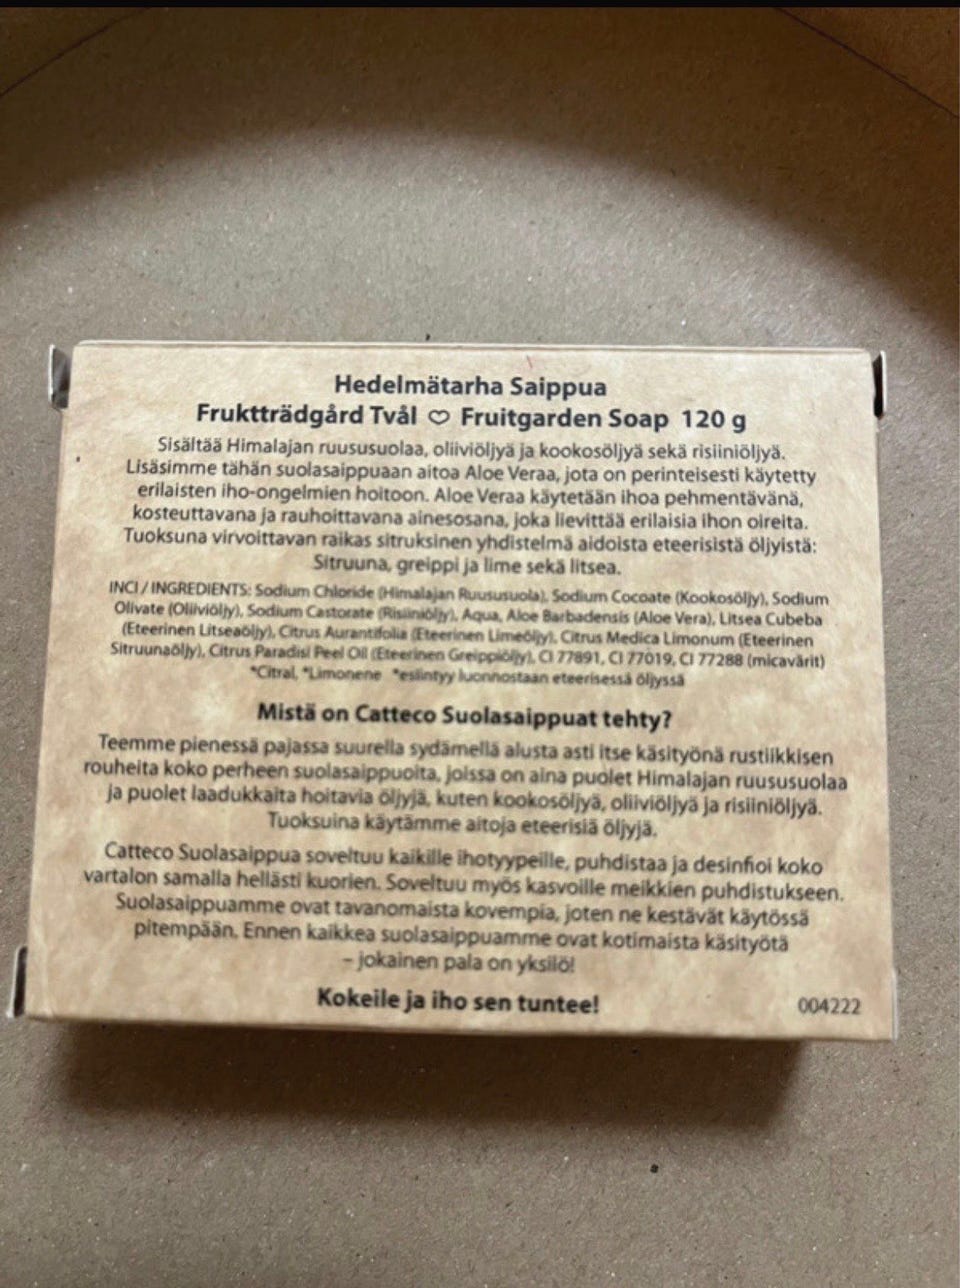 Hedelmätarha Saippua
Fruktträdgård Tvål ♡ Fruitgarden Soap 120 g
Sisältää Himalajan ruususuolaa, oliiviöljyä ja kookosöljyä sekä risiiniöljyä.
Lisäsimme tähän suolasaippuaan aitoa Aloe Veraa, jota on perinteisesti käytetty
erilaisten iho-ongelmien hoitoon. Aloe Veraa käytetään ihoa pehmentävänä,
kosteuttavana ja rauhoittavana ainesosana, joka lievittää erilaisia ihon oireita.
Tuoksuna virvoittavan raikas sitruksinen yhdistelmä aidoista eteerisistä öljyistä:
Sitruuna, greippi ja lime sekä litsea.
INCI / INGREDIENTS: Sodium Chloride (Himalajan Ruususuola), Sodium Cocoate (Kookosöljy), Sodium
Olivate (Oliiviöljy), Sodium Castorate (Risiiniöljy), Aqua, Aloe Barbadensis (Aloe Vera), Litsea Cubeba
(Eteerinen Litseaöljy), Citrus Aurantifolia (Eteerinen Limeöljy), Citrus Medica Limonum (Eteerinen
Sitruunaöljy), Citrus Paradisi Peel Oil (Eteerinen Greippiöljy), CI 77891, CI 77019, CI 77288 (micavärit)
*Citral, *Limonene *esiintyy luonnostaan eteerisessä öljyssä
Mistä on Catteco Suolasaippuat tehty?
Teemme pienessä pajassa suurella sydämellä alusta asti itse käsityönä rustiikkisen
rouheita koko perheen suolasaippuoita, joissa on aina puolet Himalajan ruususuolaa
ja puolet laadukkaita hoitavia öljyjä, kuten kookosöljyä, oliiviöljyä ja risiiniöljyä.
Tuoksuina käytämme aitoja eteerisiä öljyjä.
Catteco Suolasaippua soveltuu kaikille ihotyypeille, puhdistaa ja desinfioi koko
vartalon samalla hellästi kuorien. Soveltuu myös kasvoille meikkien puhdistukseen.
Suolasaippuamme ovat tavanomaista kovempia, joten ne kestävät käytössä
pitempään. Ennen kaikkea suolasaippuamme ovat kotimaista käsityötä
– jokainen pala on yksilö!
Kokeile ja iho sen tuntee!
004222